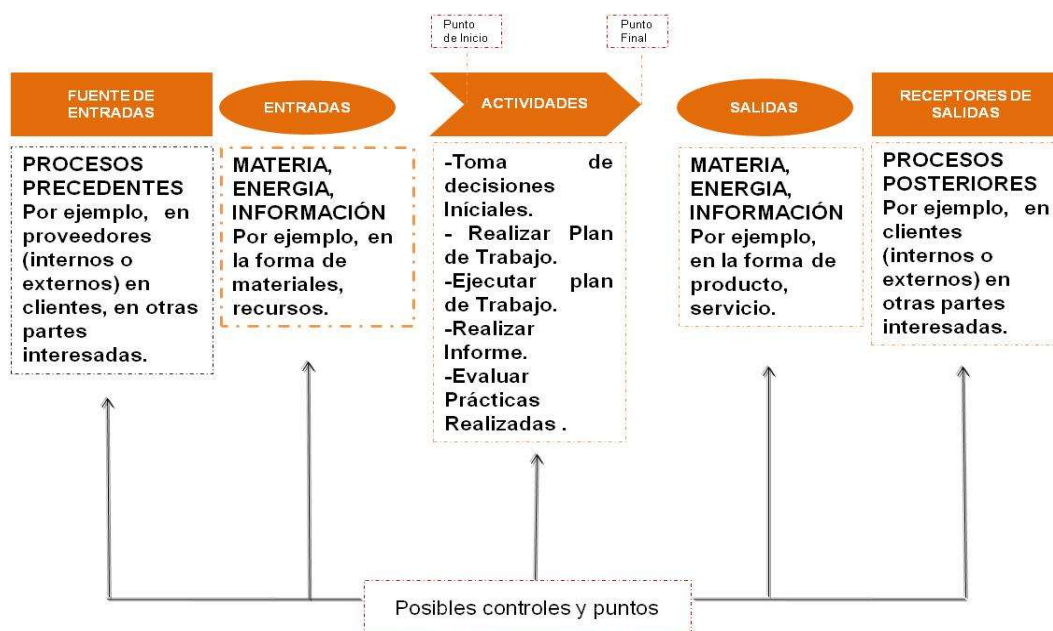 Punto
de Inicio
Punto
Final
FUENTE DE
ENTRADAS
ENTRADAS
ACTIVIDADES
SALIDAS
RECEPTORES DE
SALIDAS
PROCESOS
PRECEDENTES
Por ejemplo, en
proveedores
(internos o
externos) en
clientes, en otras
partes
interesadas.
MATERIA,
ENERGIA,
INFORMACIÓN
Por ejemplo, en
la forma de
materiales,
recursos.
-Toma de
decisiones
Iníciales.
- Realizar Plan
de Trabajo.
-Ejecutar plan
de Trabajo.
-Realizar
Informe.
-Evaluar
Prácticas
Realizadas .
MATERIA,
ENERGIA,
INFORMACIÓN
Por ejemplo,
en la forma de
producto,
servicio.
PROCESOS
POSTERIORES
Por ejemplo, en
clientes
(internos o
externos) en
otras partes
interesadas.
Posibles controles y puntos